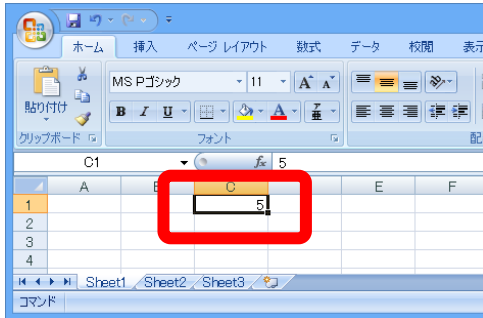 ホーム 挿入 ページ レイアウト 数式 データ 校閲
MS Pゴシック 11 A A
貼り付け B I U A
クリップボード フォント
C1 fx 5
A C E F
1 5
2
3
4
Sheet1 Sheet2 Sheet3
コマンド